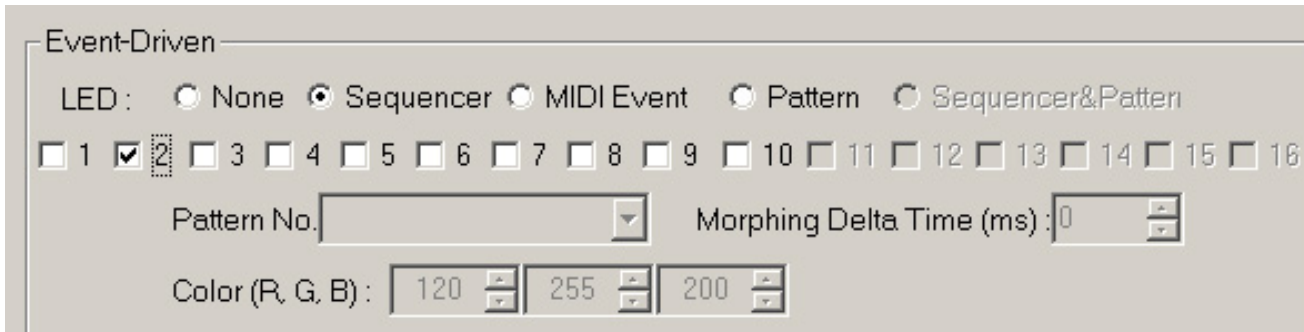 Event-Driven
LED : None Sequencer MIDI Event Pattern Sequencer&Pattern
1 2 3 4 5 6 7 8 9 10 11 12 13 14 15 16
Pattern No. Morphing Delta Time (ms) : 0
Color (R, G, B) : 120 255 200